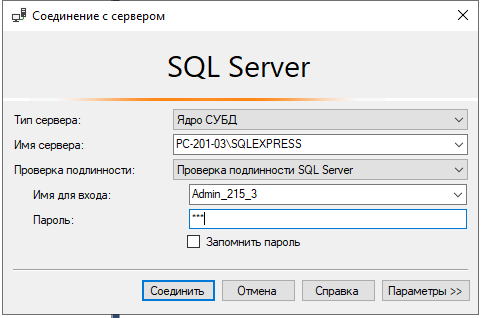 Соединение с сервером
SQL Server
Тип сервера: Ядро СУБД
Имя сервера: PC-201-03\SQLEXPRESS
Проверка подлинности: Проверка подлинности SQL Server
Имя для входа: Admin_215_3
Пароль: ***
Запомнить пароль
Соединить Отмена Справка Параметры >>